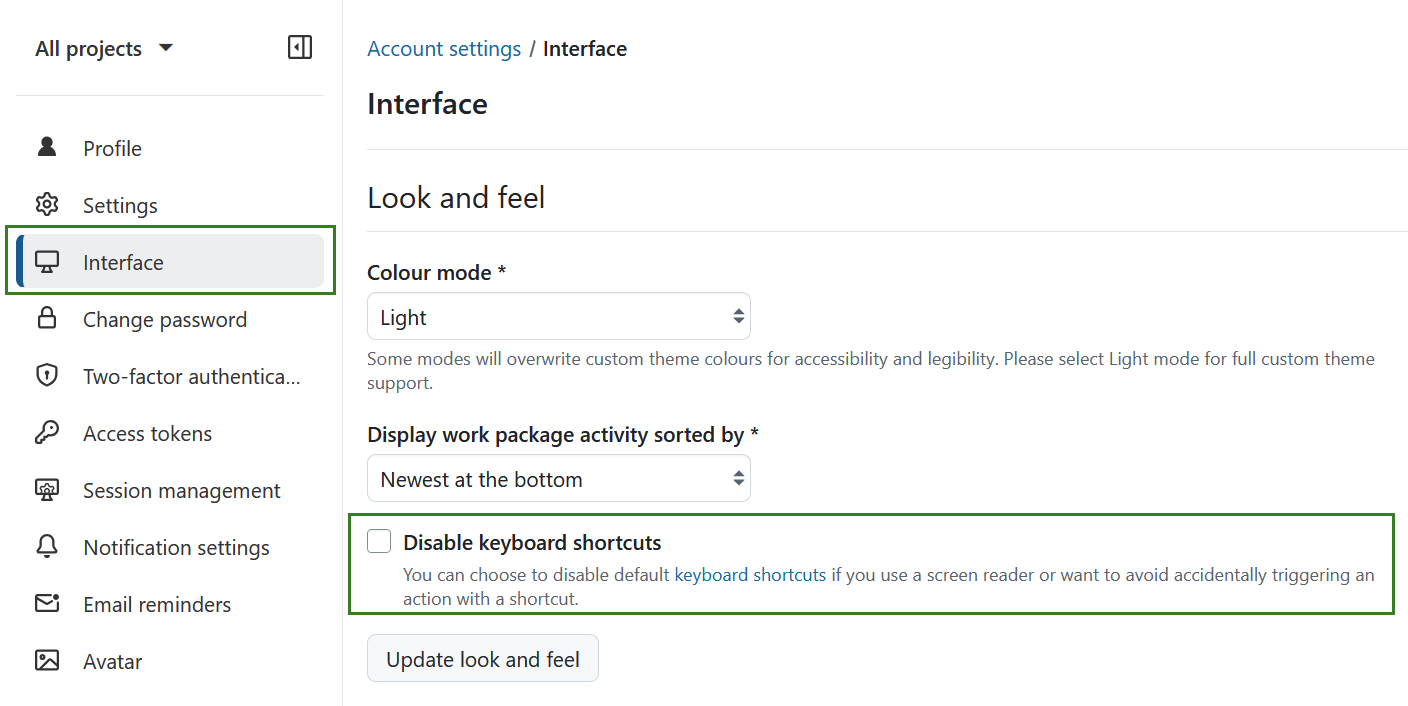 All projects
Profile
Settings
Interface
Change password
Two-factor authentica...
Access tokens
Session management
Notification settings
Email reminders
Avatar
Account settings / Interface
Interface
Look and feel
Colour mode *
Light
Some modes will overwrite custom theme colours for accessibility and legibility. Please select Light mode for full custom theme
support.
Display work package activity sorted by *
Newest at the bottom
Disable keyboard shortcuts
You can choose to disable default keyboard shortcuts if you use a screen reader or want to avoid accidentally triggering an
action with a shortcut.
Update look and feel